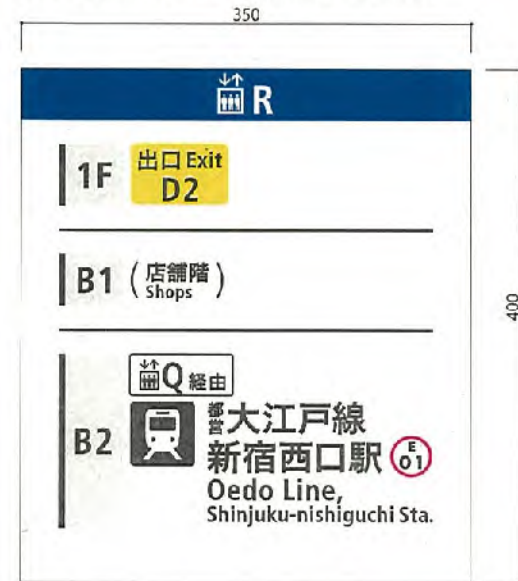 350
R
1F
出口 Exit
D2
B1
(店舗階)
Shops
Q 経由
B2
都営大江戸線
新宿西口駅 E 01
Oedo Line,
Shinjuku-nishiguchi Sta.
400